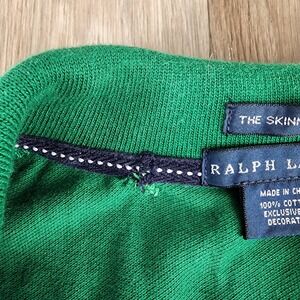 THE SKINN
RALPH LA
MADE IN CH
100% COTT
EXCLUSIVE
DECORAT